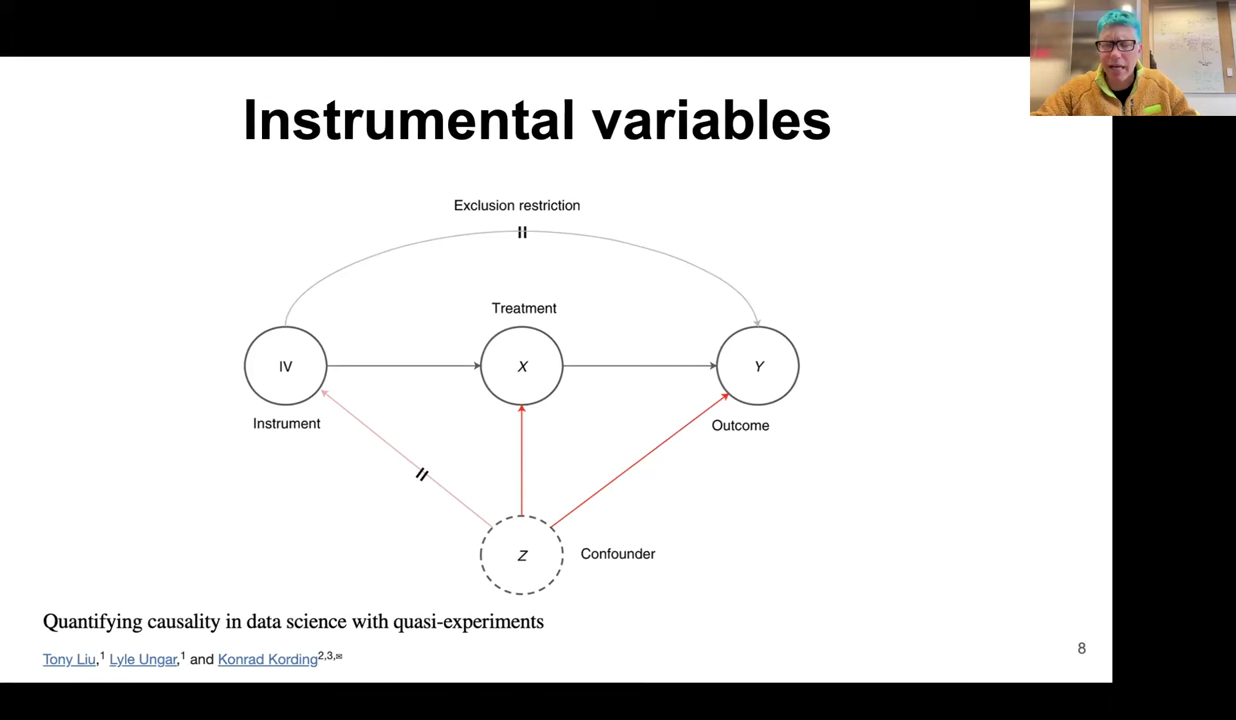 Instrumental variables
Exclusion restriction
Treatment
IV
X
Y
Instrument
Outcome
Z
Confounder
Quantifying causality in data science with quasi-experiments
Tony Liu,1 Lyle Ungar,1 and Konrad Kording2,3,✉
8